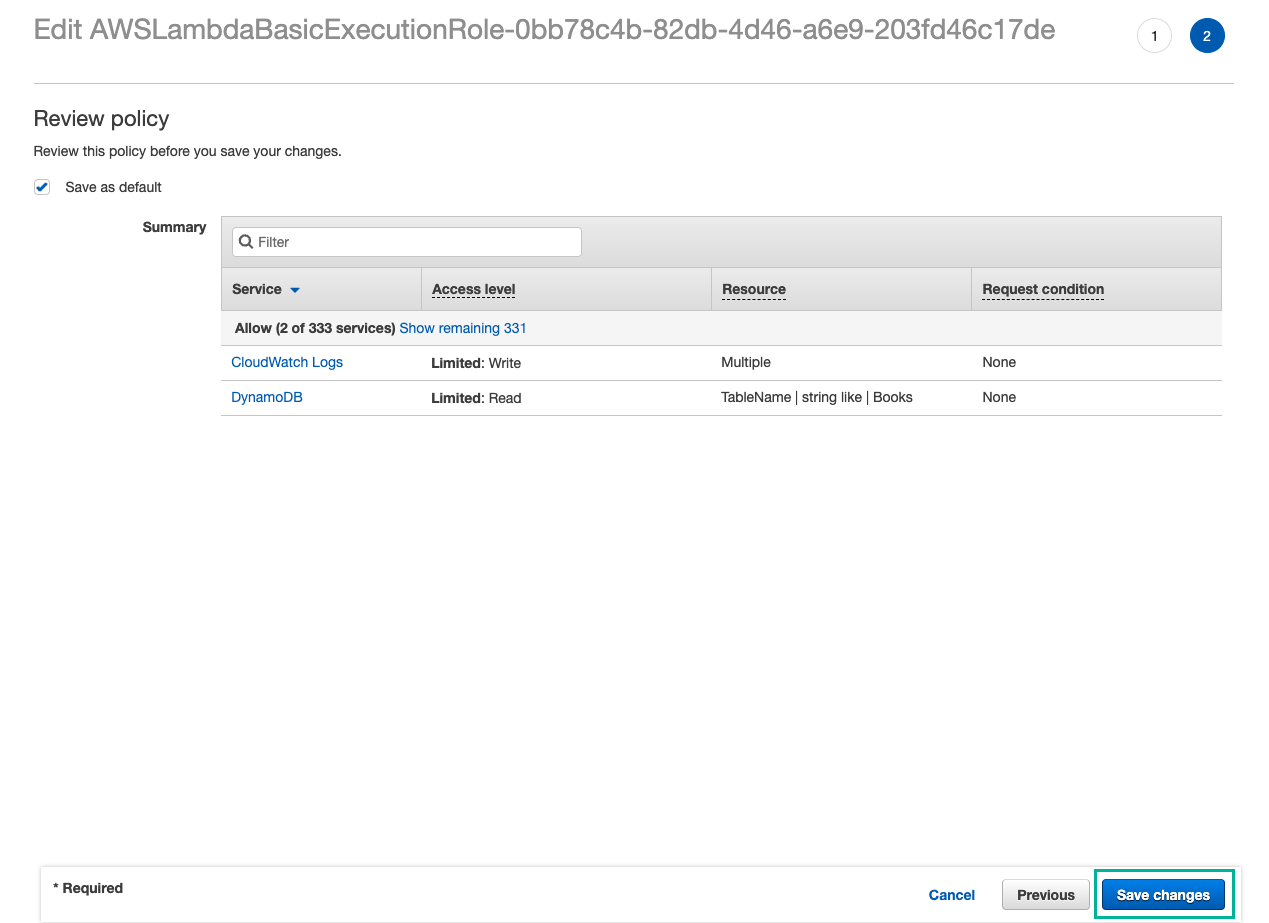 Edit AWSLambdaBasicExecutionRole-0bb78c4b-82db-4d46-a6e9-203fd46c17de
1
2
Review policy
Review this policy before you save your changes.
Save as default
Summary
Filter
Service Access level Resource Request condition
Allow (2 of 333 services) Show remaining 331
CloudWatch Logs Limited: Write Multiple None
DynamoDB Limited: Read TableName | string like | Books None
* Required
Cancel Previous Save changes